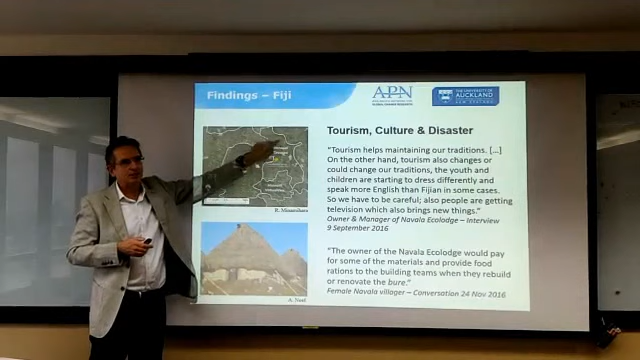 Findings – Fiji
APN
THE UNIVERSITY OF
AUCKLAND
NEW ZEALAND
Tourism, Culture & Disaster
"Tourism helps maintaining our traditions. [...]
On the other hand, tourism also changes or
could change our traditions, the youth and
children are starting to dress differently and
speak more English than Fijian in some cases.
So we have to be careful; also people are getting
television which also brings new things."
Owner & Manager of Navala Ecolodge – Interview
9 September 2016
"The owner of the Navala Ecolodge would pay
for some of the materials and provide food
rations to the building teams when they rebuild
or renovate the bure."
Female Navala villager – Conversation 24 Nov 2016
A. Neef